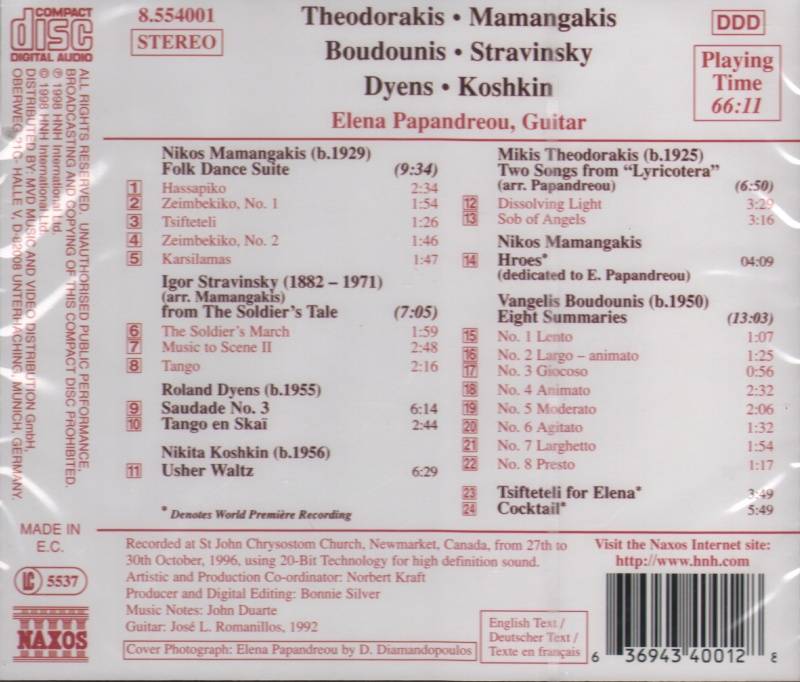 COMPACT
disc
DIGITAL AUDIO
8.554001
STEREO
Theodorakis • Mamangakis
Boudounis • Stravinsky
Dyens • Koshkin
Elena Papandreou, Guitar
DDD
Playing
Time
66:11
ALL RIGHTS RESERVED. UNAUTHORISED PUBLIC PERFORMANCE,
BROADCASTING AND COPYING OF THIS COMPACT DISC PROHIBITED.
℗ 1998 HNH International Ltd.
© 1998 HNH International Ltd.
DISTRIBUTED BY: MVD MUSIC AND VIDEO DISTRIBUTION GmbH,
OBERWEG 21C- HALLE V, D-82008 UNTERHACHING, MUNICH, GERMANY.
Nikos Mamangakis (b.1929)
Folk Dance Suite (9:34)
1 Hassapiko 2:34
2 Zeimbekiko, No. 1 1:54
3 Tsifteteli 1:26
4 Zeimbekiko, No. 2 1:46
5 Karsilamas 1:47
Igor Stravinsky (1882 – 1971)
(arr. Mamangakis)
from The Soldier's Tale (7:05)
6 The Soldier's March 1:59
7 Music to Scene II 2:48
8 Tango 2:16
Roland Dyens (b.1955)
9 Saudade No. 3 6:14
10 Tango en Skaï 2:44
Nikita Koshkin (b.1956)
11 Usher Waltz 6:29
* Denotes World Première Recording
Mikis Theodorakis (b.1925)
Two Songs from “Lyricotera”
(arr. Papandreou) (6:50)
12 Dissolving Light 3:29
13 Sob of Angels 3:16
Nikos Mamangakis
14 Hroes* 04:09
(dedicated to E. Papandreou)
Vangelis Boudounis (b.1950)
Eight Summaries (13:03)
15 No. 1 Lento 1:07
16 No. 2 Largo – animato 1:25
17 No. 3 Giocoso 0:56
18 No. 4 Animato 2:32
19 No. 5 Moderato 2:06
20 No. 6 Agitato 1:32
21 No. 7 Larghetto 1:54
22 No. 8 Presto 1:17
23 Tsifteteli for Elena* 3:49
24 Cocktail* 5:49
MADE IN
E.C.
LC 5537
NAXOS
Recorded at St John Chrysostom Church, Newmarket, Canada, from 27th to
30th October, 1996, using 20-Bit Technology for high definition sound.
Artistic and Production Co-ordinator: Norbert Kraft
Producer and Digital Editing: Bonnie Silver
Music Notes: John Duarte
Guitar: José L. Romanillos, 1992
Cover Photograph: Elena Papandreou by D. Diamandopoulos
English Text /
Deutscher Text /
Texte en français
Visit the Naxos Internet site:
http://www.hnh.com
6 36943 40012 8